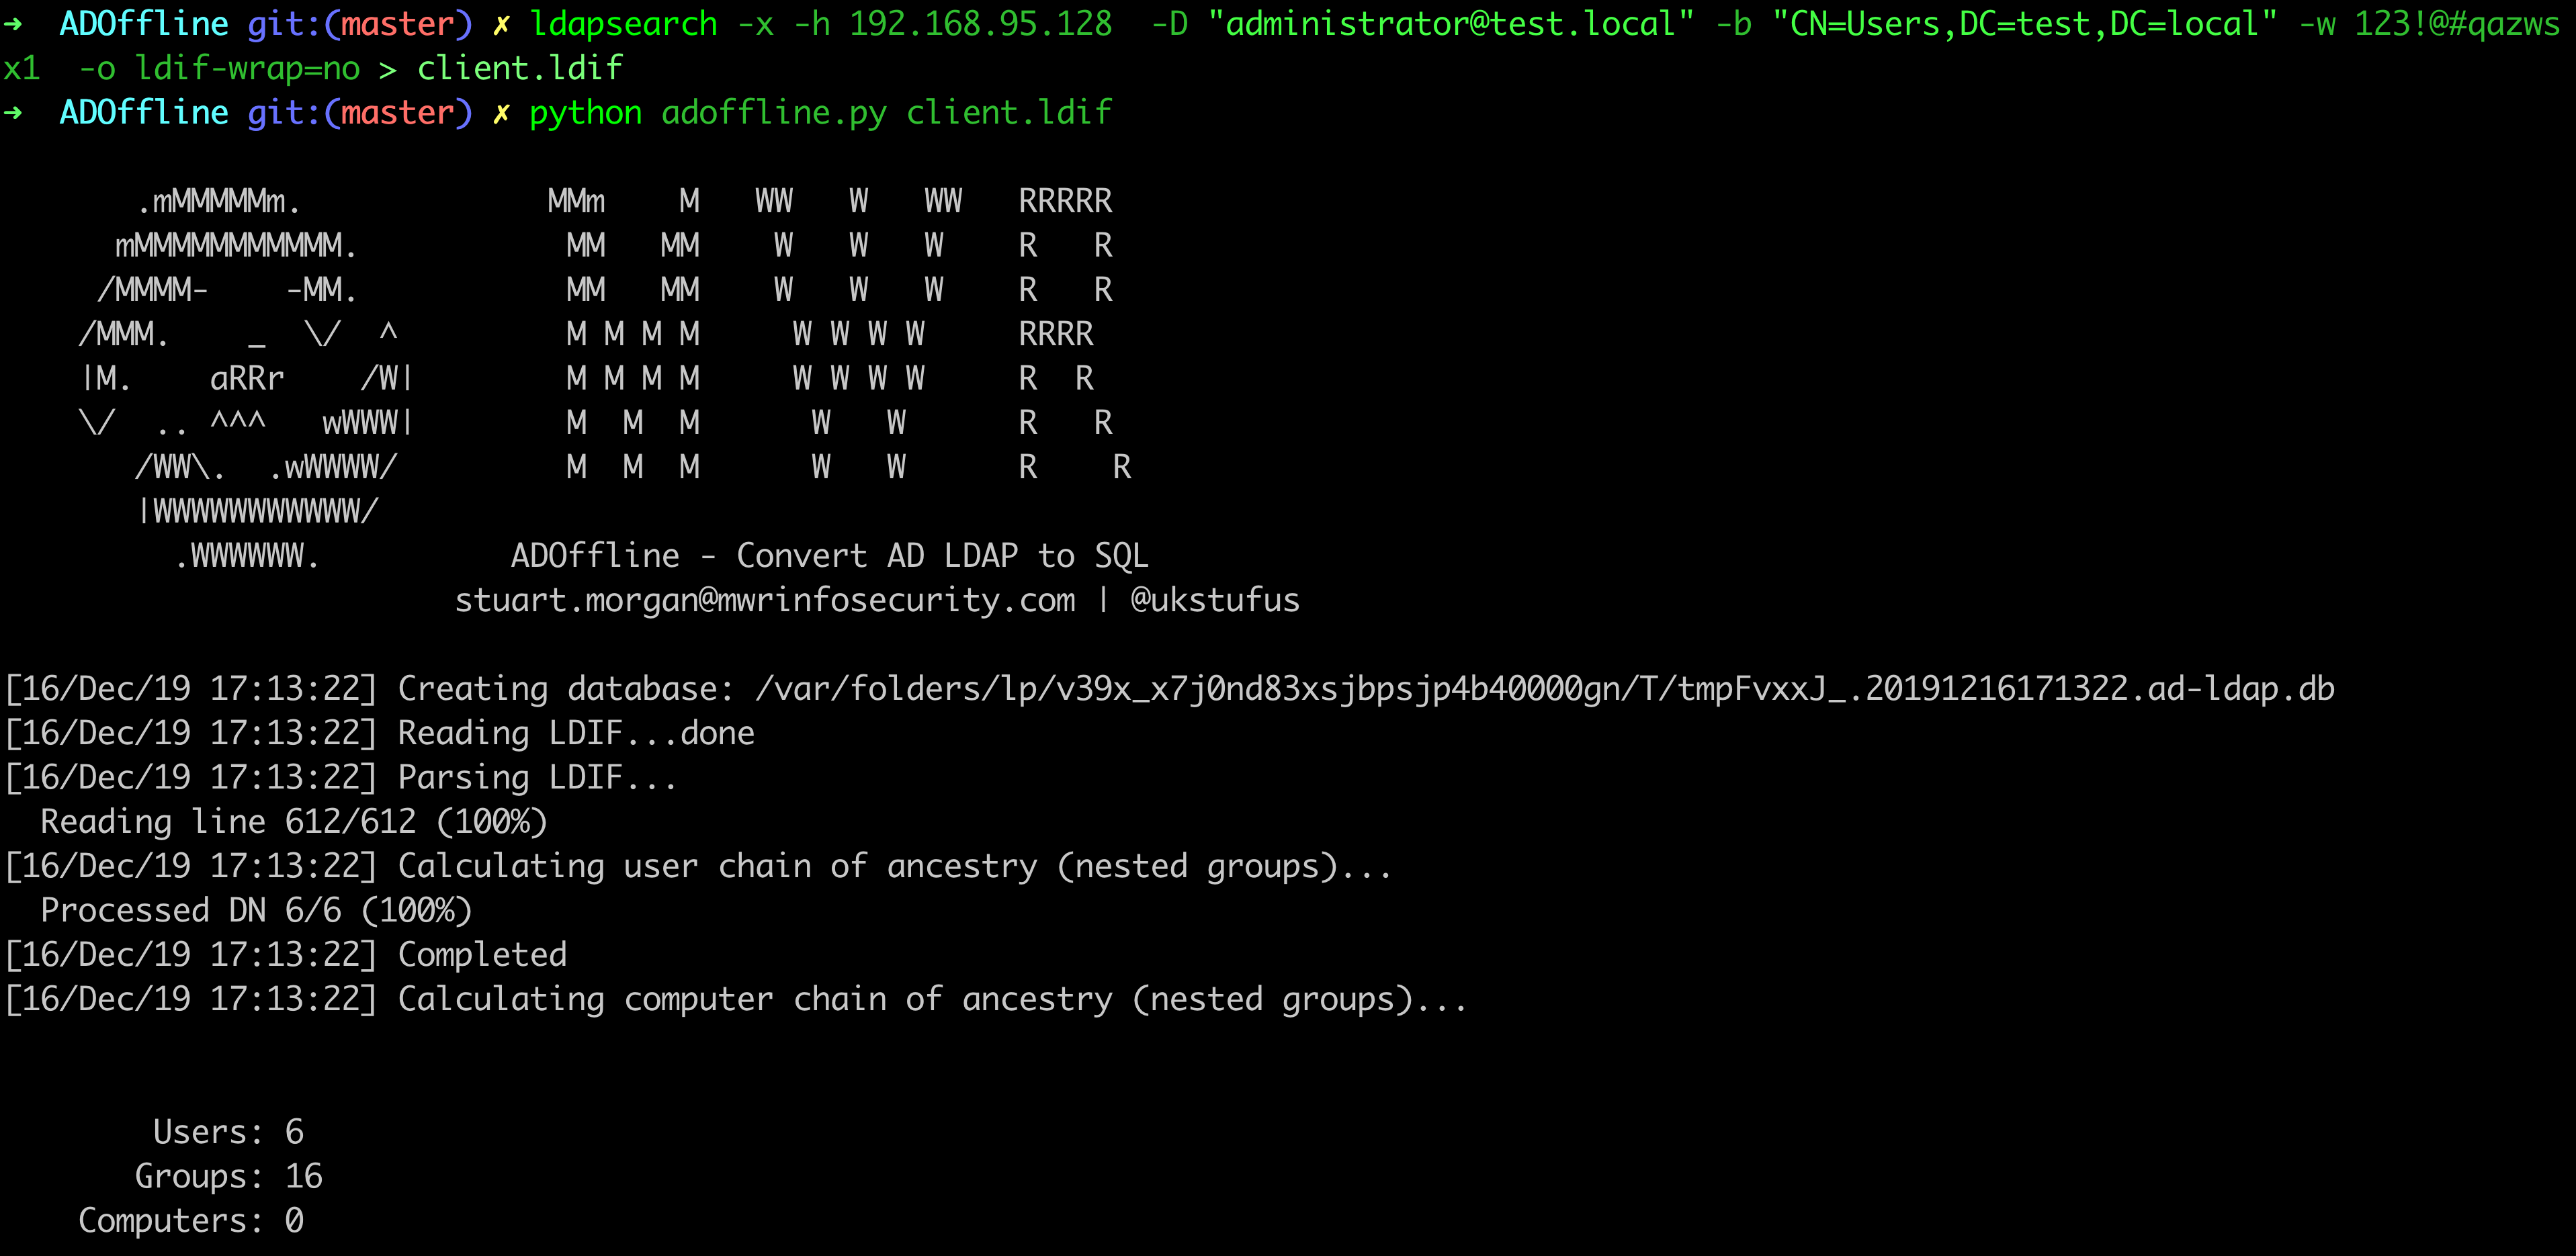 →  ADOffline git:(master) ✗ ldapsearch -x -h 192.168.95.128  -D "administrator@test.local" -b "CN=Users,DC=test,DC=local" -w 123!@#qazws
x1  -o ldif-wrap=no > client.ldif
→  ADOffline git:(master) ✗ python adoffline.py client.ldif

       .mMMMMMm.             MMm    M   WW   W   WW   RRRRR
      mMMMMMMMMMMM.           MM   MM    W   W   W    R   R
     /MMMM-    -MM.           MM   MM    W   W   W    R   R
    /MMM.    _  \/  ^         M M M M     W W W W     RRRR
    |M.    aRRr    /W|        M M M M     W W W W     R  R
    \/  .. ^^^   wWWW|        M  M  M      W   W      R   R
       /WW\.  .wWWWW/         M  M  M      W   W      R    R
       |WWWWWWWWWWW/
         .WWWWWW.          ADOffline - Convert AD LDAP to SQL
                        stuart.morgan@mwrinfosecurity.com | @ukstufus

[16/Dec/19 17:13:22] Creating database: /var/folders/lp/v39x_x7j0nd83xsjbpsjp4b40000gn/T/tmpFvxxJ_.20191216171322.ad-ldap.db
[16/Dec/19 17:13:22] Reading LDIF...done
[16/Dec/19 17:13:22] Parsing LDIF...
  Reading line 612/612 (100%)
[16/Dec/19 17:13:22] Calculating user chain of ancestry (nested groups)...
  Processed DN 6/6 (100%)
[16/Dec/19 17:13:22] Completed
[16/Dec/19 17:13:22] Calculating computer chain of ancestry (nested groups)...

        Users: 6
       Groups: 16
    Computers: 0